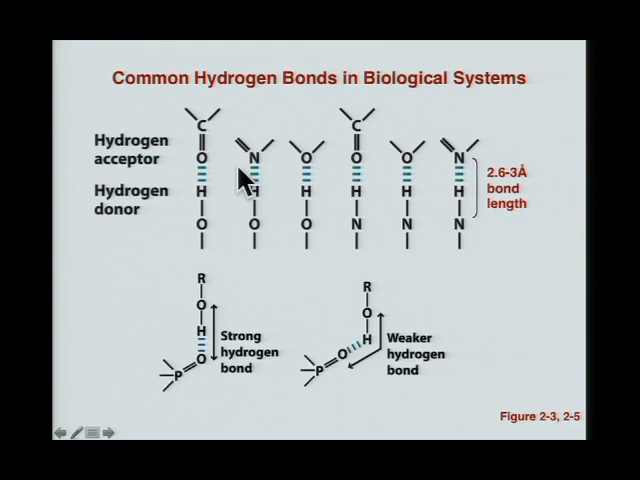 Common Hydrogen Bonds in Biological Systems
Hydrogen
acceptor
Hydrogen
donor
C C
O N O O O N
H H H H H H
O O O N N N
2.6-3Å
bond
length
R
O
H
O
P
Strong
hydrogen
bond
R
O
H
O
P
Weaker
hydrogen
bond
Figure 2-3, 2-5